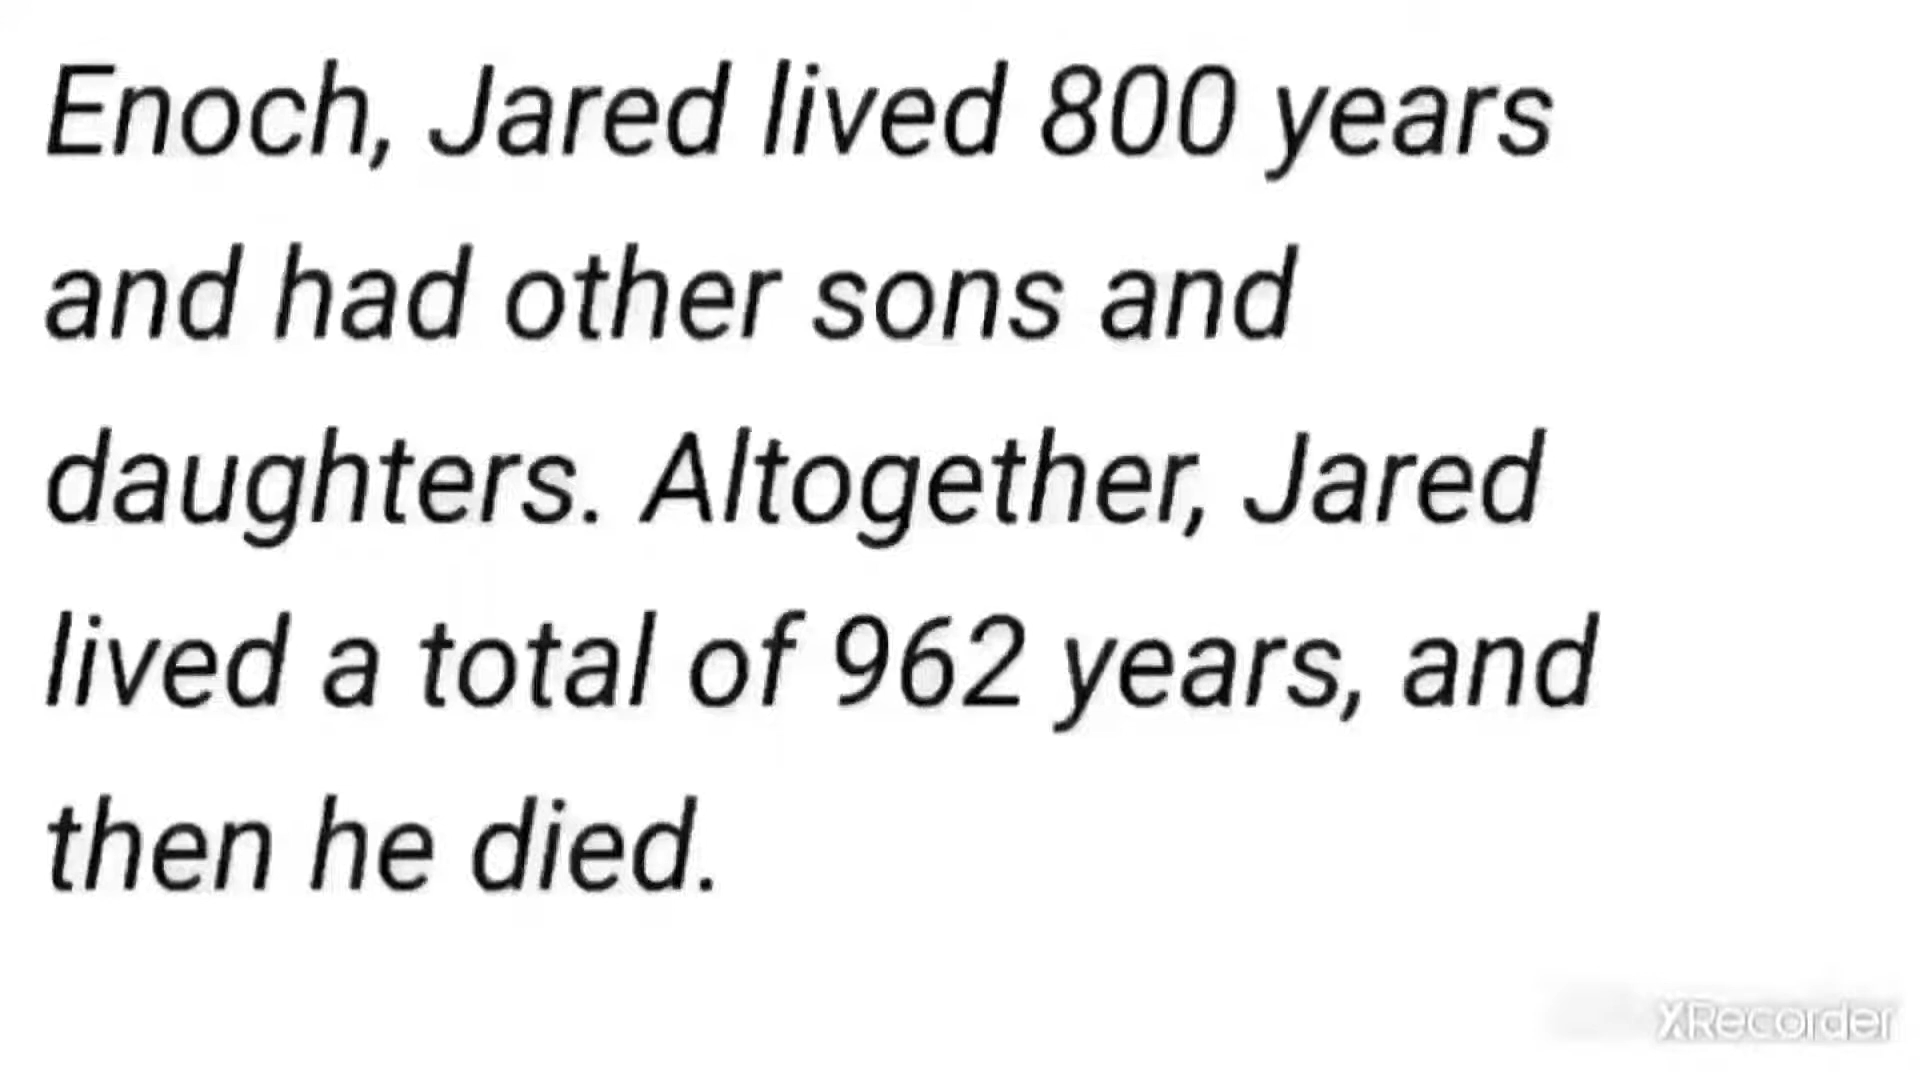 Enoch, Jared lived 800 years
and had other sons and
daughters. Altogether, Jared
lived a total of 962 years, and
then he died.
XRecorder